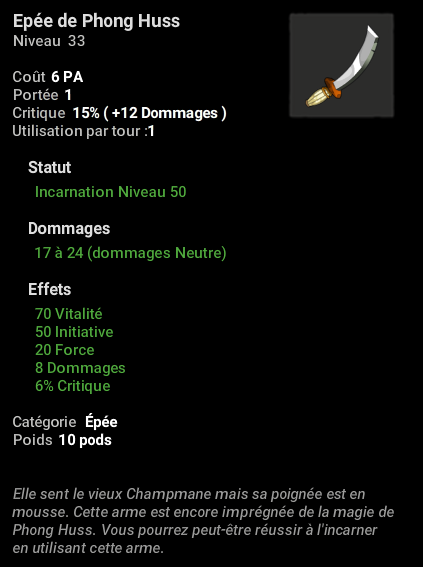 Epée de Phong Huss
Niveau 33
Coût 6 PA
Portée 1
Critique 15% ( +12 Dommages )
Utilisation par tour :1
Statut
Incarnation Niveau 50
Dommages
17 à 24 (dommages Neutre)
Effets
70 Vitalité
50 Initiative
20 Force
8 Dommages
6% Critique
Catégorie Épée
Poids 10 pods
Elle sent le vieux Champmane mais sa poignée est en
mousse. Cette arme est encore imprégnée de la magie de
Phong Huss. Vous pourrez peut-être réussir à l'incarner
en utilisant cette arme.